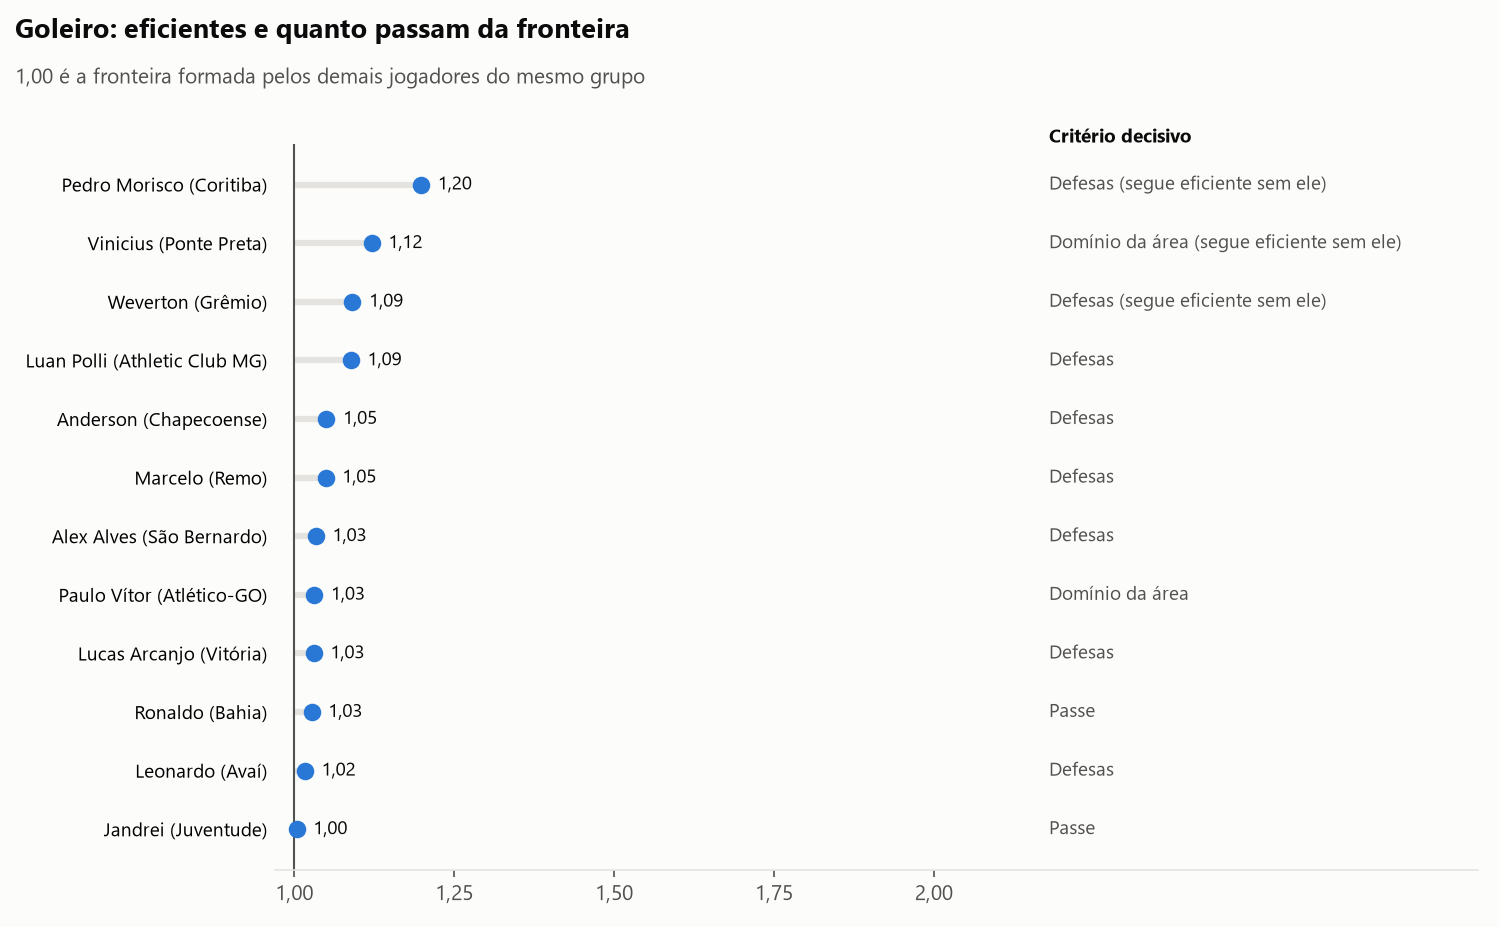 Goleiro: eficientes e quanto passam da fronteira
1,00 é a fronteira formada pelos demais jogadores do mesmo grupo
Critério decisivo
Pedro Morisco (Coritiba) 1,20 Defesas (segue eficiente sem ele)
Vinicius (Ponte Preta) 1,12 Domínio da área (segue eficiente sem ele)
Weverton (Grêmio) 1,09 Defesas (segue eficiente sem ele)
Luan Polli (Athletic Club MG) 1,09 Defesas
Anderson (Chapecoense) 1,05 Defesas
Marcelo (Remo) 1,05 Defesas
Alex Alves (São Bernardo) 1,03 Defesas
Paulo Vítor (Atlético-GO) 1,03 Domínio da área
Lucas Arcanjo (Vitória) 1,03 Defesas
Ronaldo (Bahia) 1,03 Passe
Leonardo (Avaí) 1,02 Defesas
Jandrei (Juventude) 1,00 Passe
1,00 1,25 1,50 1,75 2,00